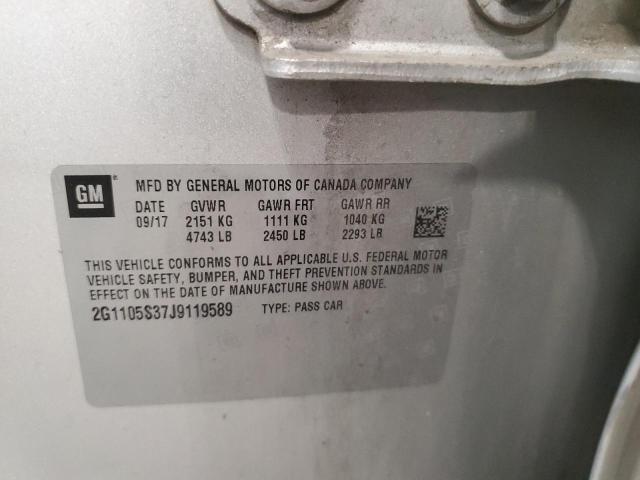 GM
MFD BY GENERAL MOTORS OF CANADA COMPANY
DATE GVWR GAWR FRT GAWR RR
09/17 2151 KG 1111 KG 1040 KG
4743 LB 2450 LB 2293 LB
THIS VEHICLE CONFORMS TO ALL APPLICABLE U.S. FEDERAL MOTOR
VEHICLE SAFETY, BUMPER, AND THEFT PREVENTION STANDARDS IN
EFFECT ON THE DATE OF MANUFACTURE SHOWN ABOVE.
2G1105S37J9119589 TYPE: PASS CAR